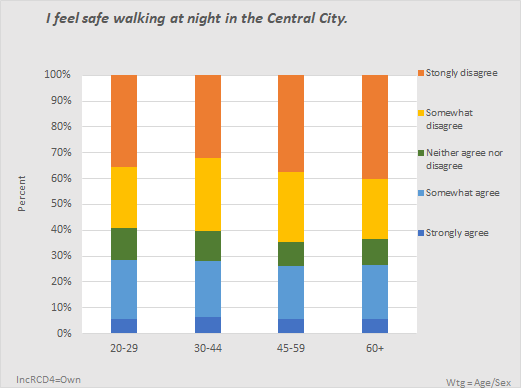 I feel safe walking at night in the Central City.
100%
90%
80%
70%
60%
50%
40%
30%
20%
10%
0%
Percent
20-29
30-44
45-59
60+
Stongly disagree
Somewhat
disagree
Neither agree nor
disagree
Somewhat agree
Strongly agree
IncRCD4=Own
Wtg = Age/Sex